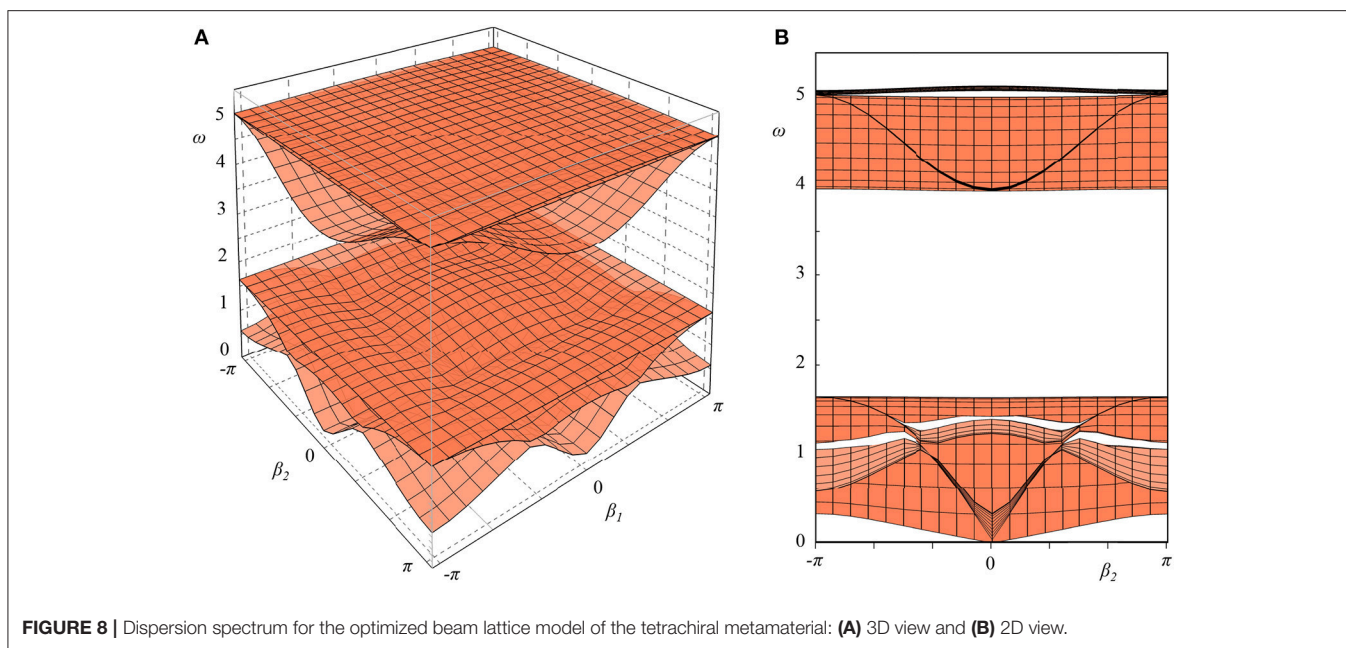 A
5
ω
4
3
2
1
0
-π
0
β2
π
-π
0
β1
π
B
5
ω
4
3
2
1
0
-π
0
β2
π
FIGURE 8 | Dispersion spectrum for the optimized beam lattice model of the tetrachiral metamaterial: (A) 3D view and (B) 2D view.